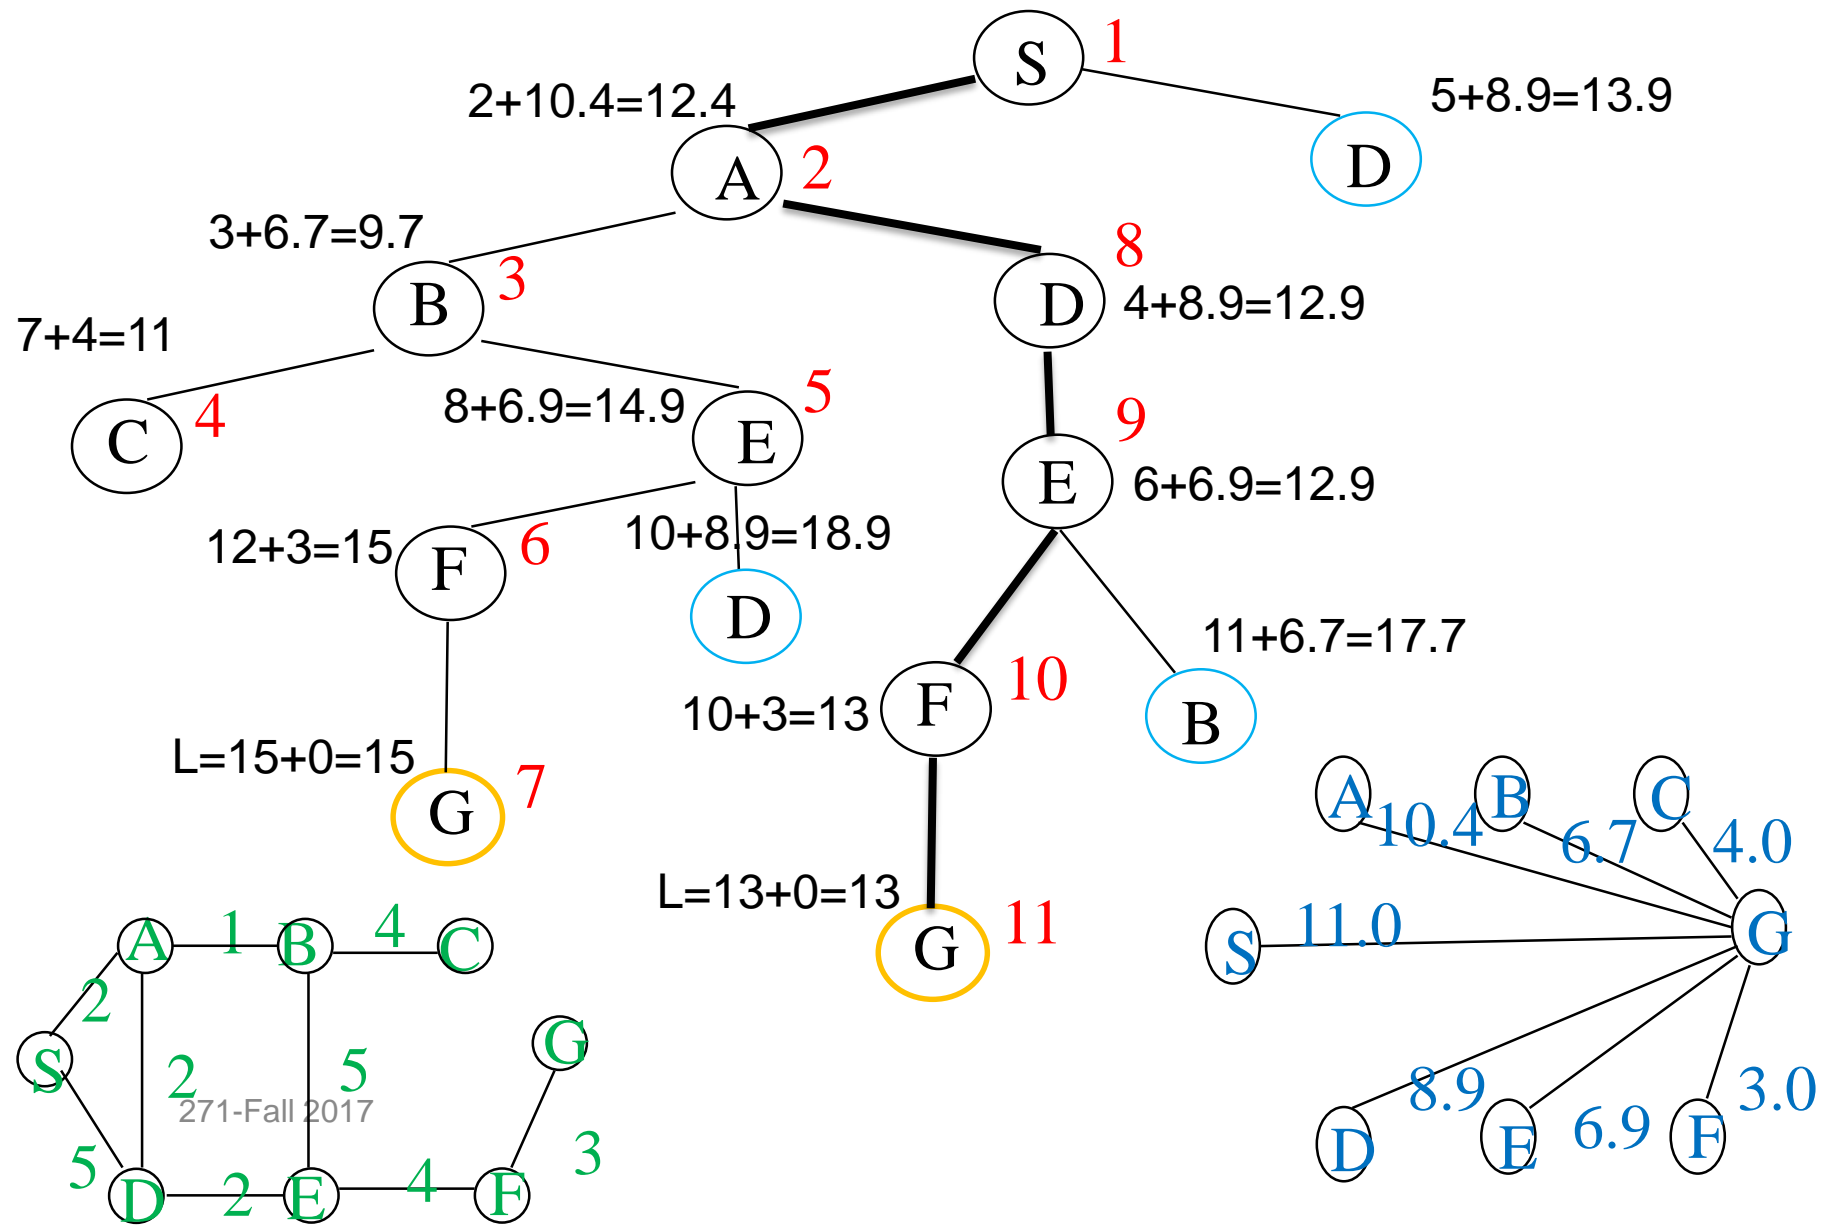 S 1
2+10.4=12.4
5+8.9=13.9
A 2
D
3+6.7=9.7
B 3
D 8
4+8.9=12.9
7+4=11
C 4
8+6.9=14.9
E 5
E 9
6+6.9=12.9
12+3=15
F 6
10+8.9=18.9
D
11+6.7=17.7
B
10+3=13
F 10
L=15+0=15
G 7
L=13+0=13
G 11
A 1 B 4 C
2
S
2
5
G
271-Fall 2017
5
3
D 2 E 4 F
A 10.4 B 6.7 C 4.0
S 11.0 G
8.9 6.9 3.0
D E F